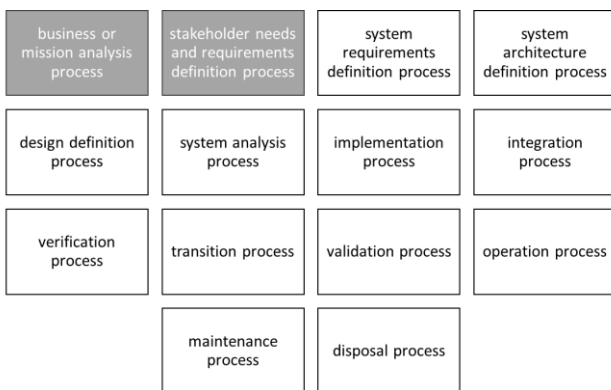 business or
mission analysis
process
stakeholder needs
and requirements
definition process
system
requirements
definition process
system
architecture
definition process
design definition
process
system analysis
process
implementation
process
integration
process
verification
process
transition process
validation process
operation process
maintenance
process
disposal process